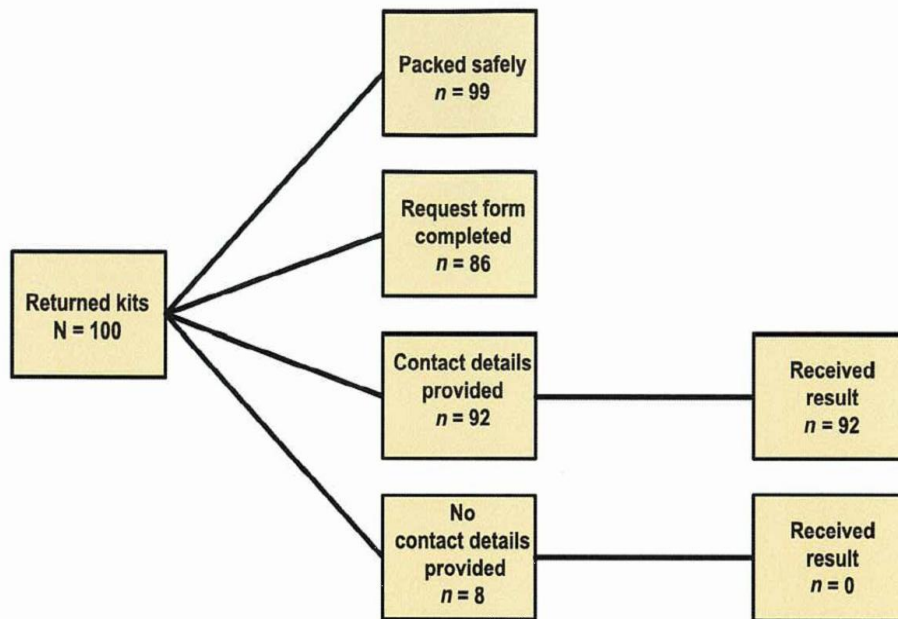 Packed safely
n = 99
Request form
completed
n = 86
Returned kits
N = 100
Contact details
provided
n = 92
Received
result
n = 92
No
contact details
provided
n = 8
Received
result
n = 0